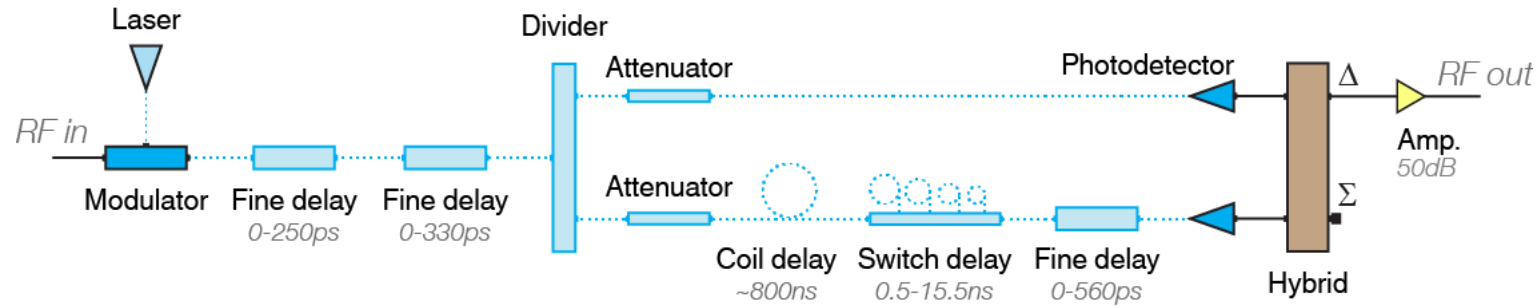 Laser
Divider
Attenuator
Photodetector
Δ
RF out
RF in
Amp.
50dB
Modulator
Fine delay
0-250ps
Fine delay
0-330ps
Attenuator
Σ
Coil delay
~800ns
Switch delay
0.5-15.5ns
Fine delay
0-560ps
Hybrid